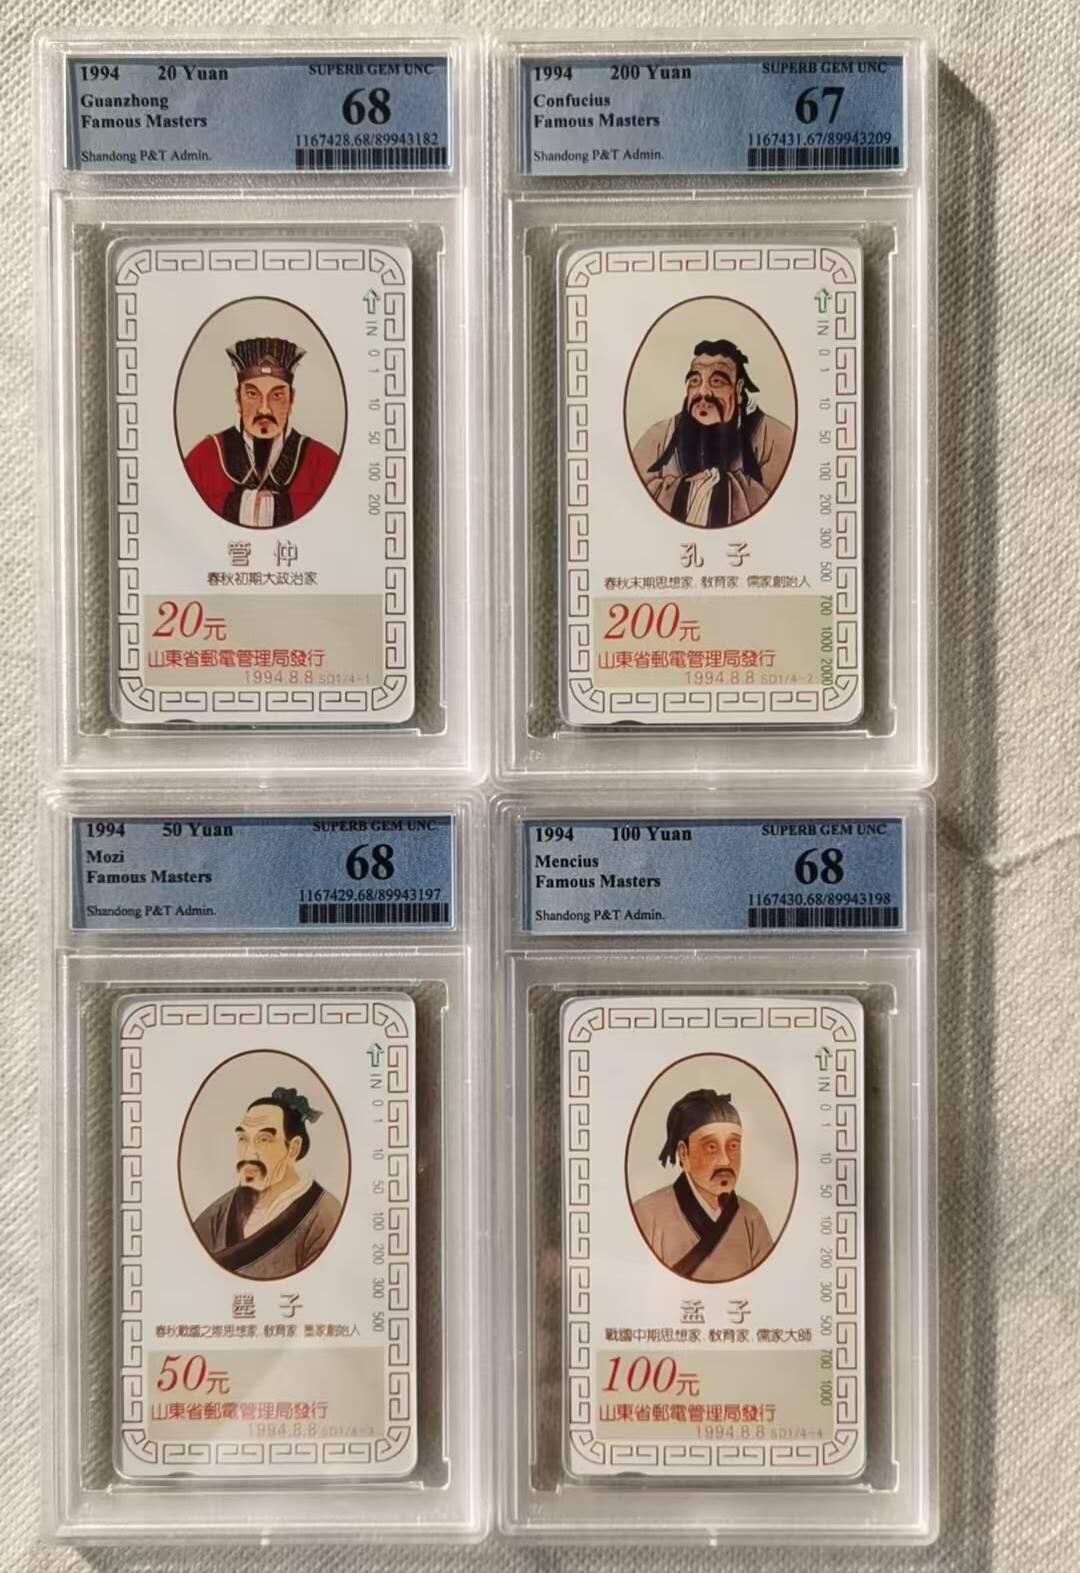 1994 20 Yuan SUPERB GEM UNC
Guanzhong 68
Famous Masters
1167428.68/89943182
Shandong P&T Admin.
IN 0 1 10 50 100 200
管 仲
春秋初期大政治家
20元
山東省郵電管理局發行
1994.8.8 SD1/4-1
1994 200 Yuan SUPERB GEM UNC
Confucius 67
Famous Masters
1167431.67/89943209
Shandong P&T Admin.
IN 0 1 10 50 100 200 300 500 700 1000 2000
孔 子
春秋末期思想家、教育家、儒家創始人
200元
山東省郵電管理局發行
1994.8.8 SD1/4-2
1994 50 Yuan SUPERB GEM UNC
Mozi 68
Famous Masters
1167429.68/89943197
Shandong P&T Admin.
IN 0 1 10 50 100 200 300 500
墨 子
春秋戰國之際思想家、教育家、墨家創始人
50元
山東省郵電管理局發行
1994.8.8 SD1/4-3
1994 100 Yuan SUPERB GEM UNC
Mencius 68
Famous Masters
1167430.68/89943198
Shandong P&T Admin.
IN 0 1 10 50 100 200 300 500 700 1000
孟 子
戰國中期思想家、教育家、儒家大師
100元
山東省郵電管理局發行
1994.8.8 SD1/4-4